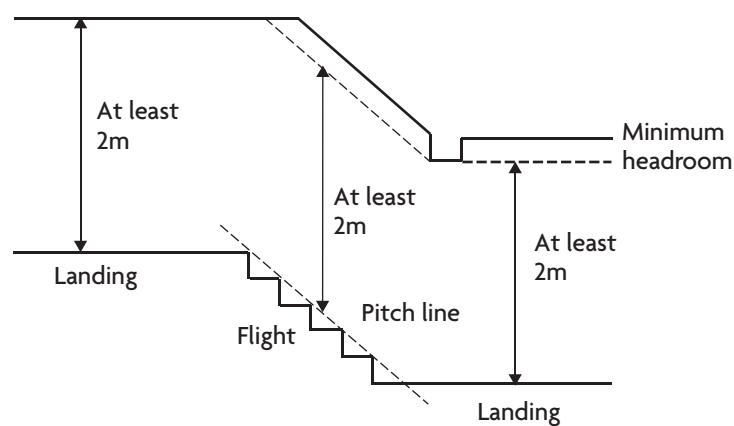 At least
2m
Minimum
headroom
At least
2m
At least
2m
Landing
Pitch line
Flight
Landing